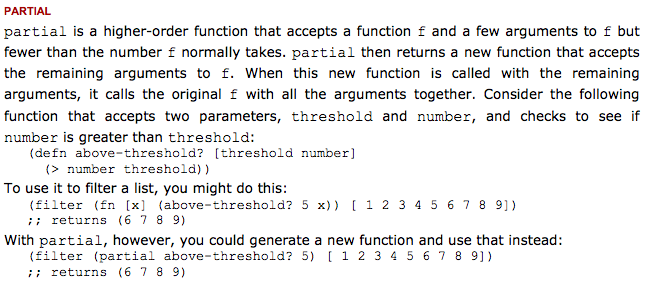 PARTIAL
partial is a higher-order function that accepts a function f and a few arguments to f but
fewer than the number f normally takes. partial then returns a new function that accepts
the remaining arguments to f. When this new function is called with the remaining
arguments, it calls the original f with all the arguments together. Consider the following
function that accepts two parameters, threshold and number, and checks to see if
number is greater than threshold:
(defn above-threshold? [threshold number]
(> number threshold))
To use it to filter a list, you might do this:
(filter (fn [x] (above-threshold? 5 x)) [ 1 2 3 4 5 6 7 8 9])
;; returns (6 7 8 9)
With partial, however, you could generate a new function and use that instead:
(filter (partial above-threshold? 5) [ 1 2 3 4 5 6 7 8 9])
;; returns (6 7 8 9)